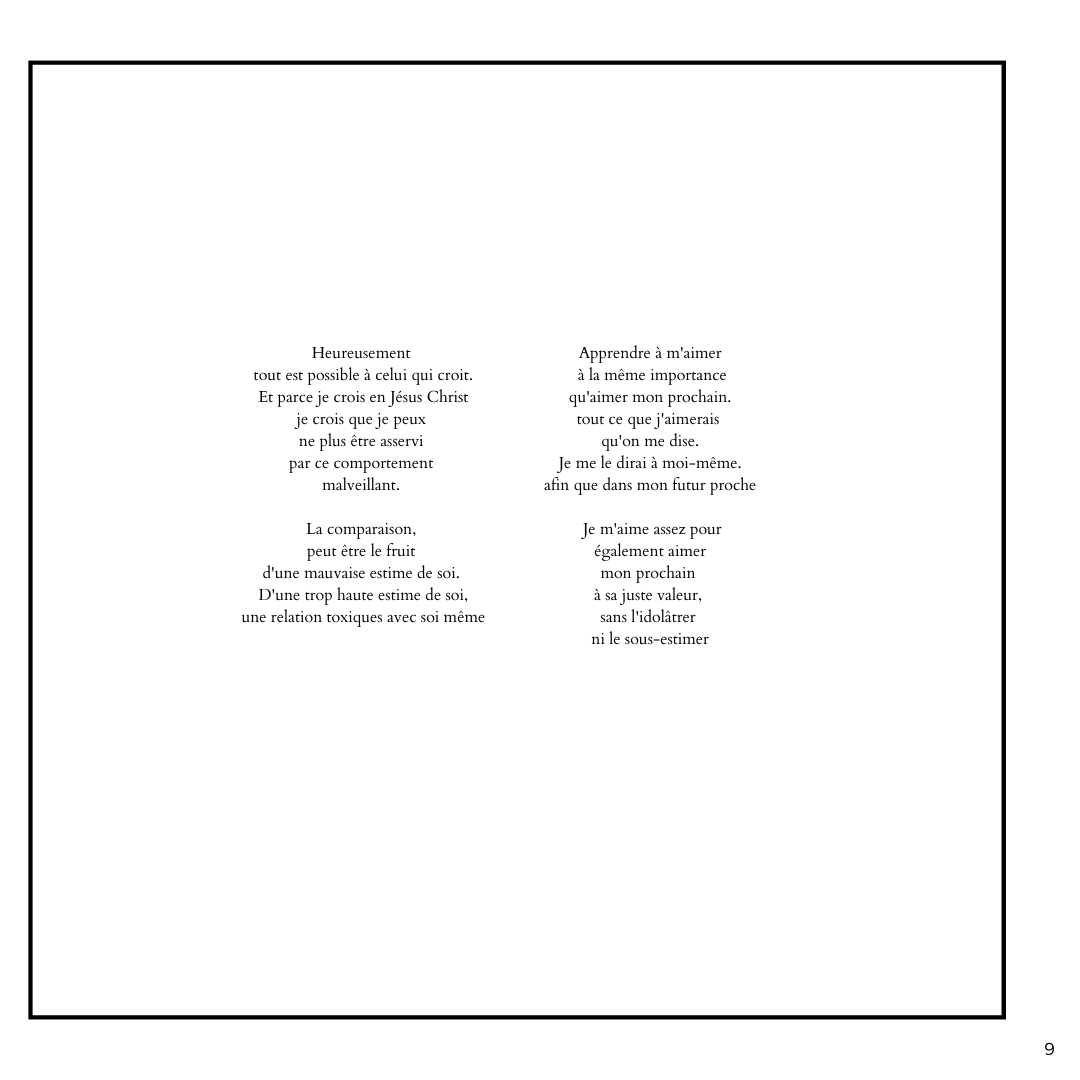 Heureusement
tout est possible à celui qui croit.
Et parce je crois en Jésus Christ
je crois que je peux
ne plus être asservi
par ce comportement
malveillant.
La comparaison,
peut être le fruit
d'une mauvaise estime de soi.
D'une trop haute estime de soi,
une relation toxiques avec soi même
Apprendre à m'aimer
à la même importance
qu'aimer mon prochain.
tout ce que j'aimerais
qu'on me dise.
Je me le dirai à moi-même.
afin que dans mon futur proche
Je m'aime assez pour
également aimer
mon prochain
à sa juste valeur,
sans l'idolâtrer
ni le sous-estimer
9